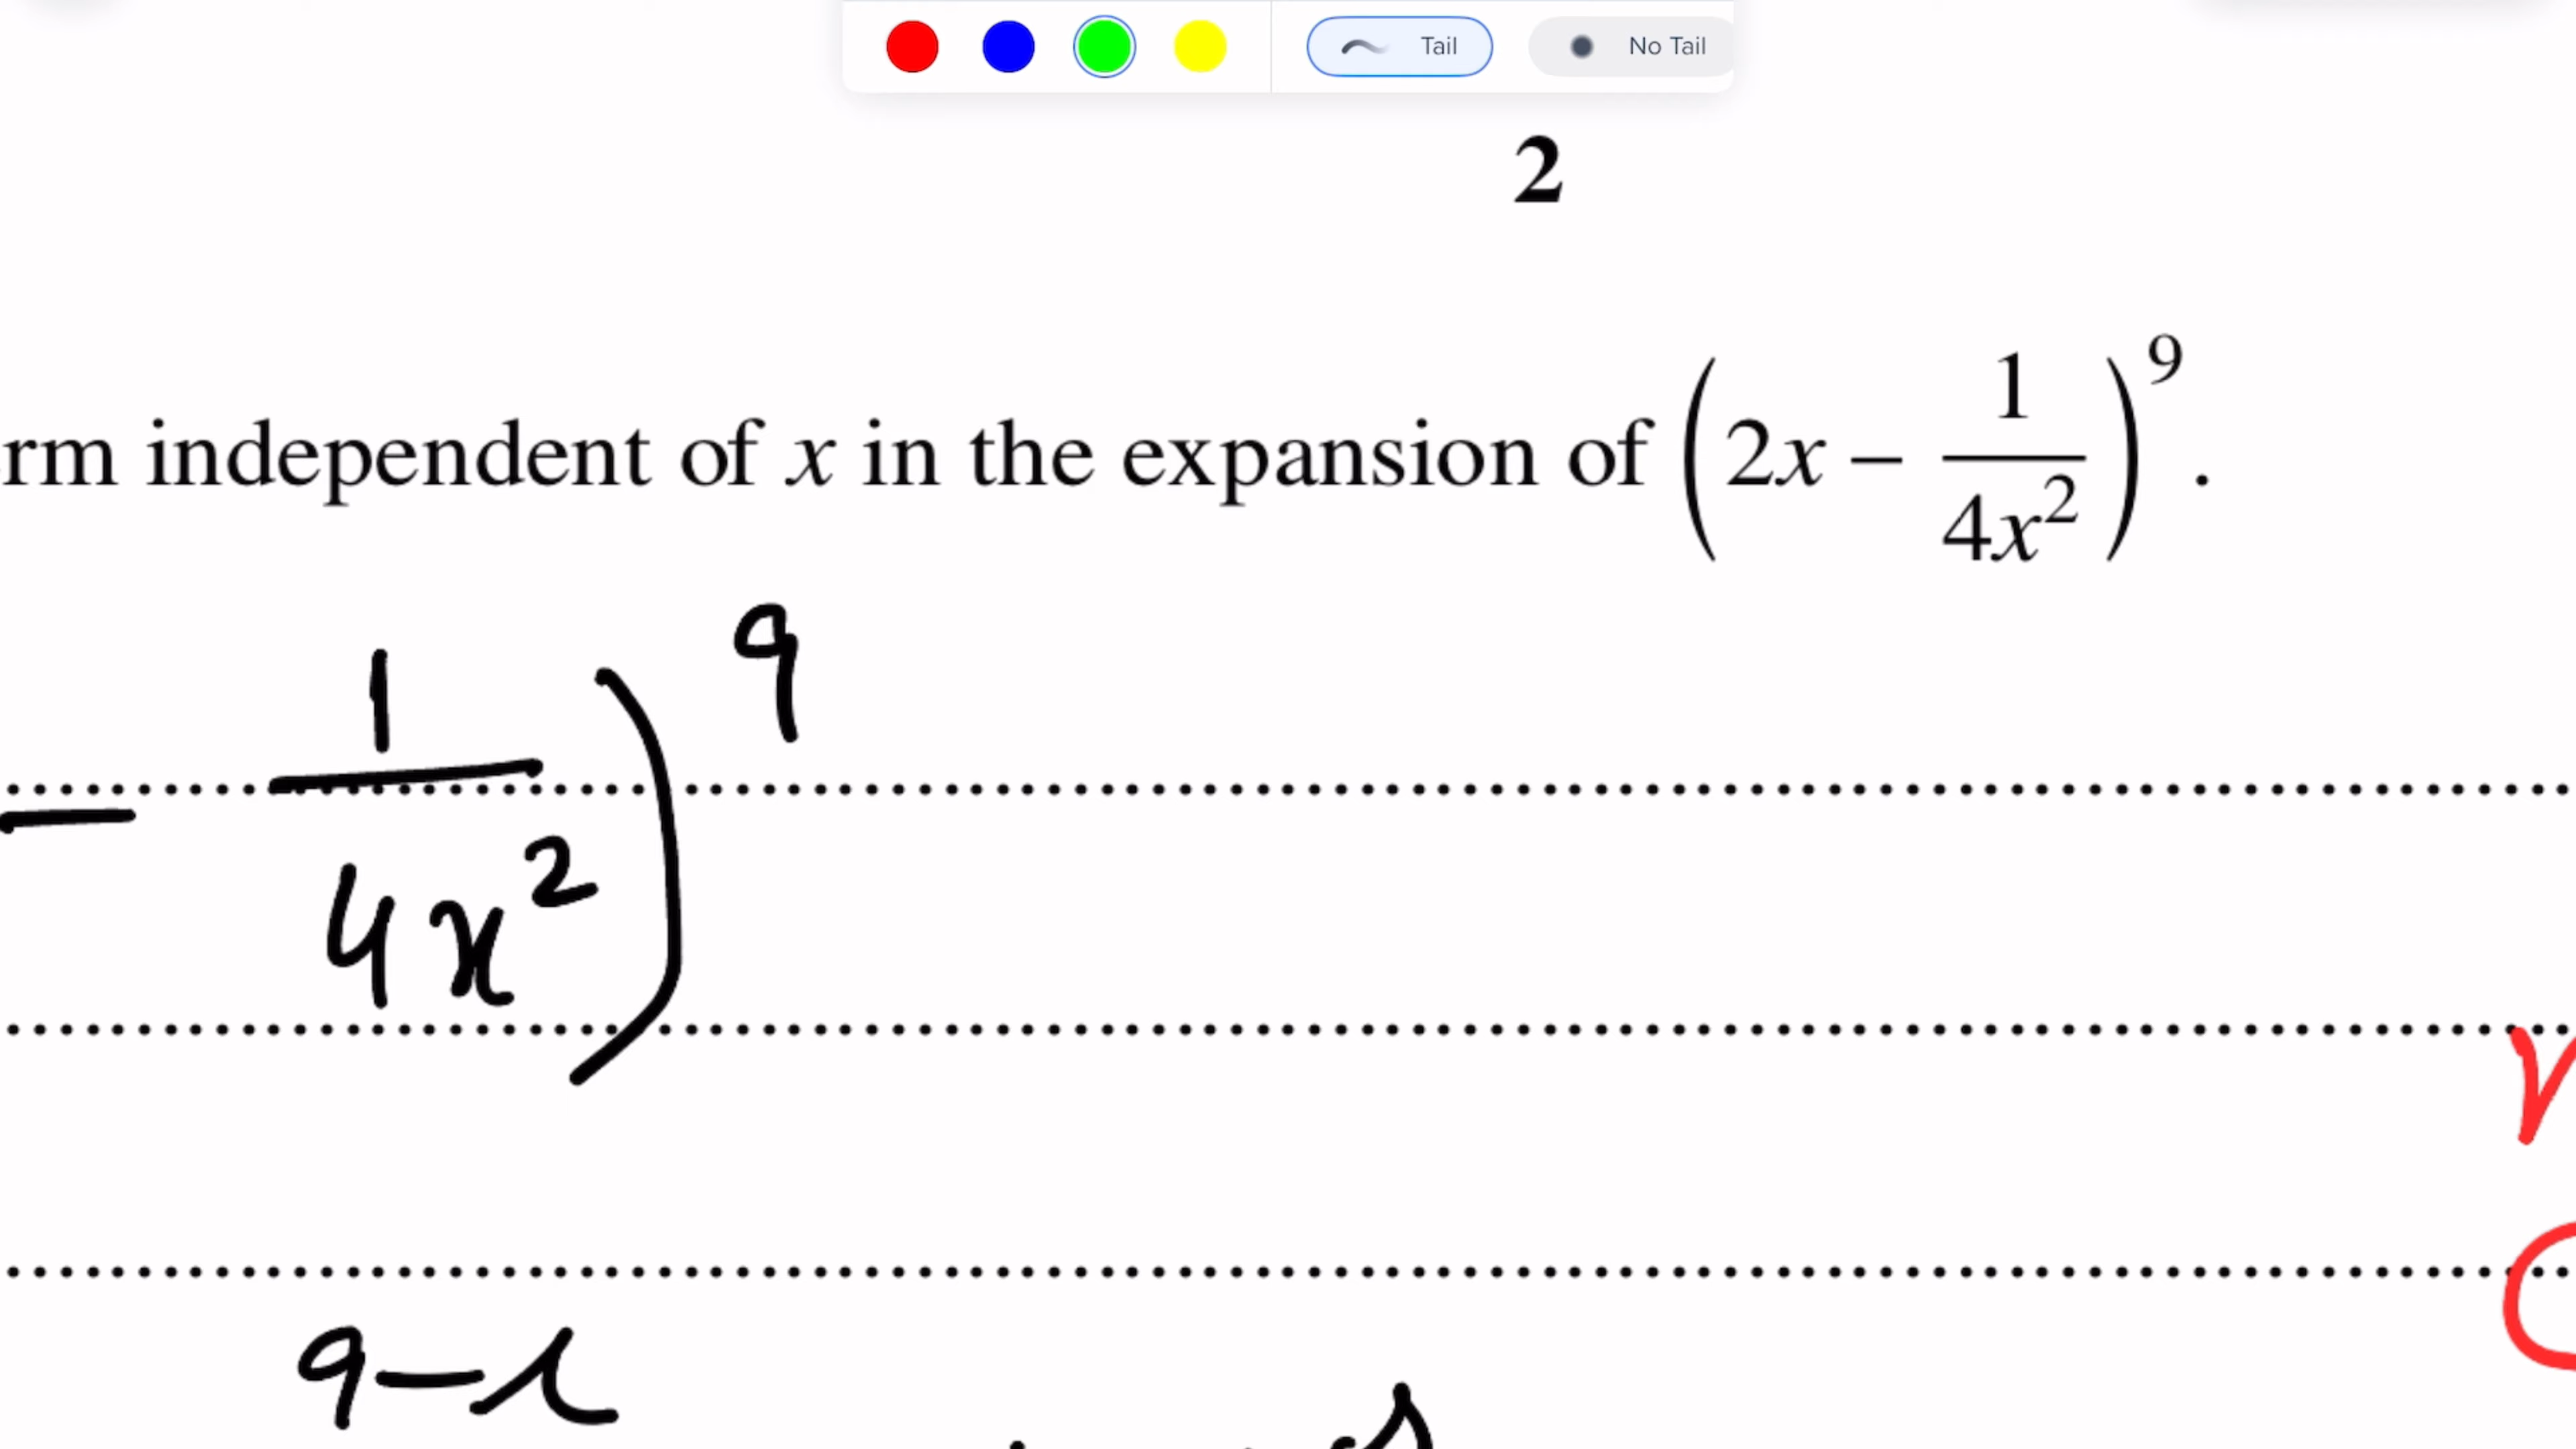 Tail No Tail
2
rm independent of x in the expansion of (2x − 1/4x²)⁹.
− 1/4x²)⁹
9−r